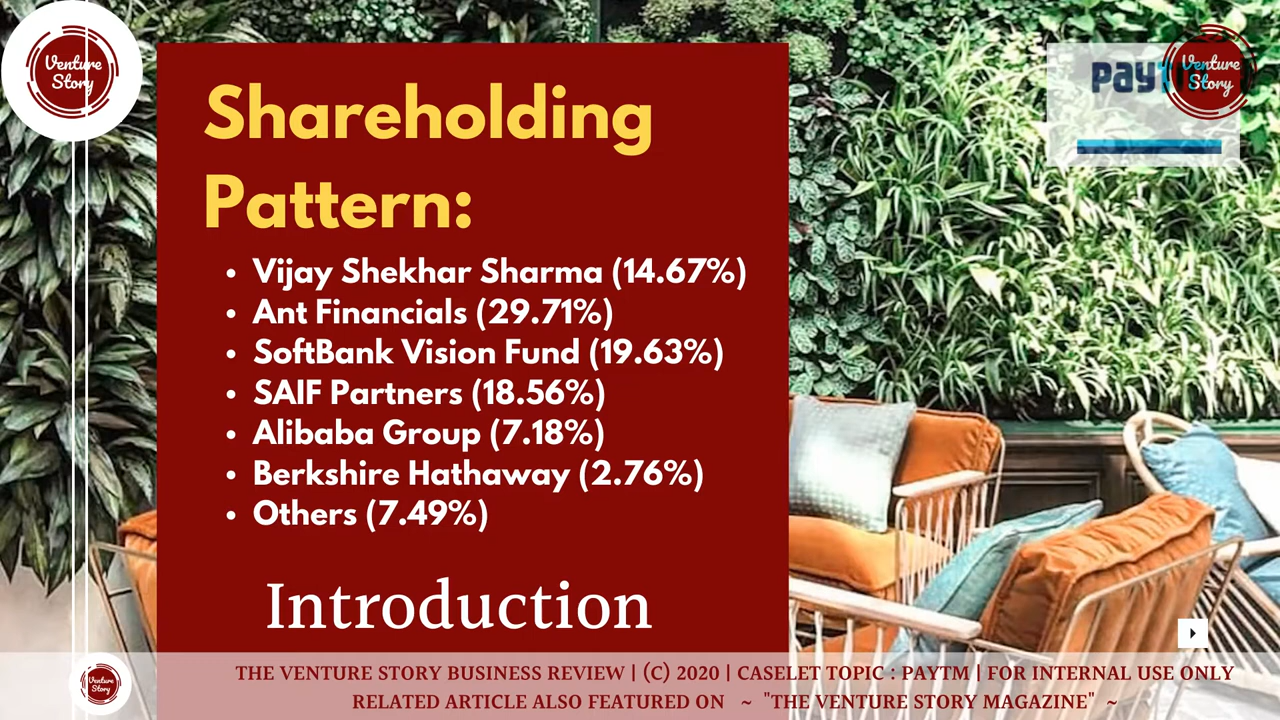 Venture
Story
Pay
Venture
Story
Shareholding
Pattern:
• Vijay Shekhar Sharma (14.67%)
• Ant Financials (29.71%)
• SoftBank Vision Fund (19.63%)
• SAIF Partners (18.56%)
• Alibaba Group (7.18%)
• Berkshire Hathaway (2.76%)
• Others (7.49%)
Introduction
Venture
Story
THE VENTURE STORY BUSINESS REVIEW | (C) 2020 | CASELET TOPIC : PAYTM | FOR INTERNAL USE ONLY
RELATED ARTICLE ALSO FEATURED ON ~ "THE VENTURE STORY MAGAZINE" ~